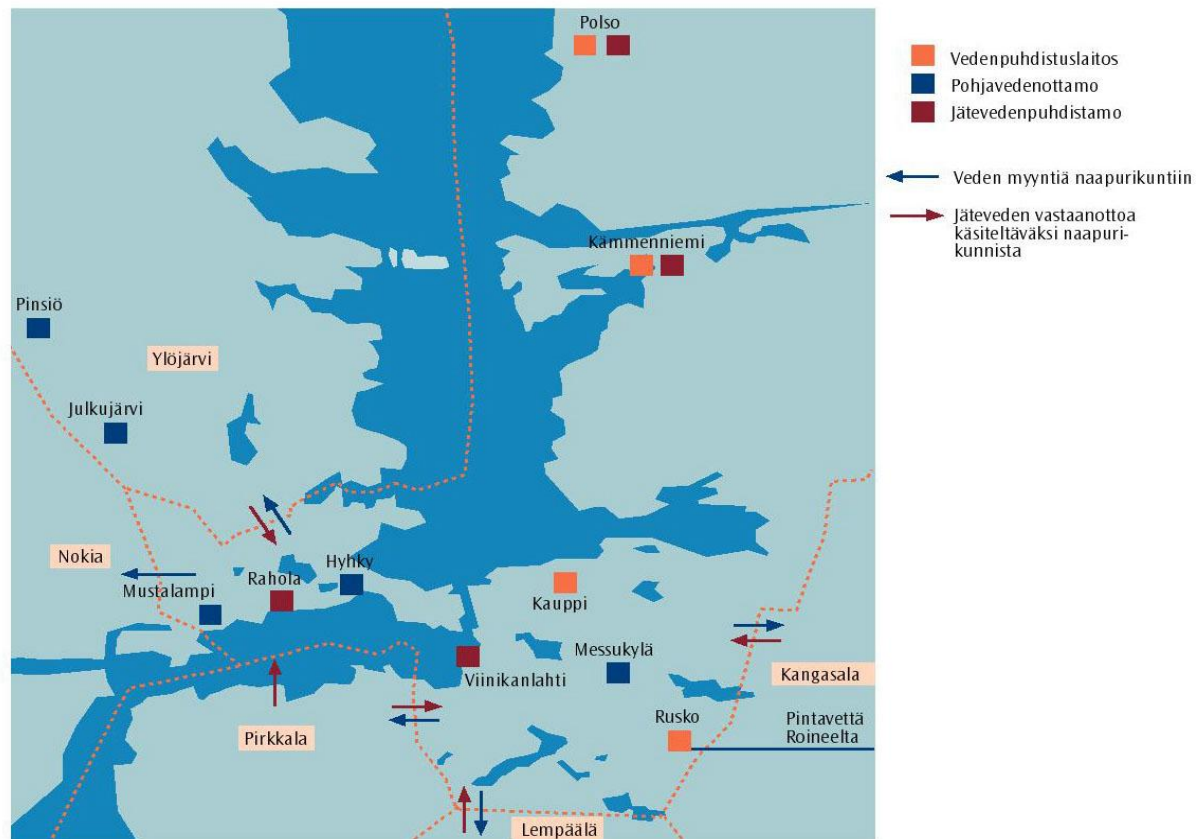 Polso
Vedenpuhdistuslaitos
Pohjavedenottamo
Jätevedenpuhdistamo
Veden myyntiä naapurikuntiin
Jäteveden vastaanottoa
käsiteltäväksi naapuri-
kunnista
Kämmenniemi
Pinsiö
Ylöjärvi
Julkujärvi
Nokia
Hyhky
Rahola
Mustalampi
Kauppi
Messukylä
Viinikanlahti
Kangasala
Rusko
Pintavettä
Roineelta
Pirkkala
Lempäälä